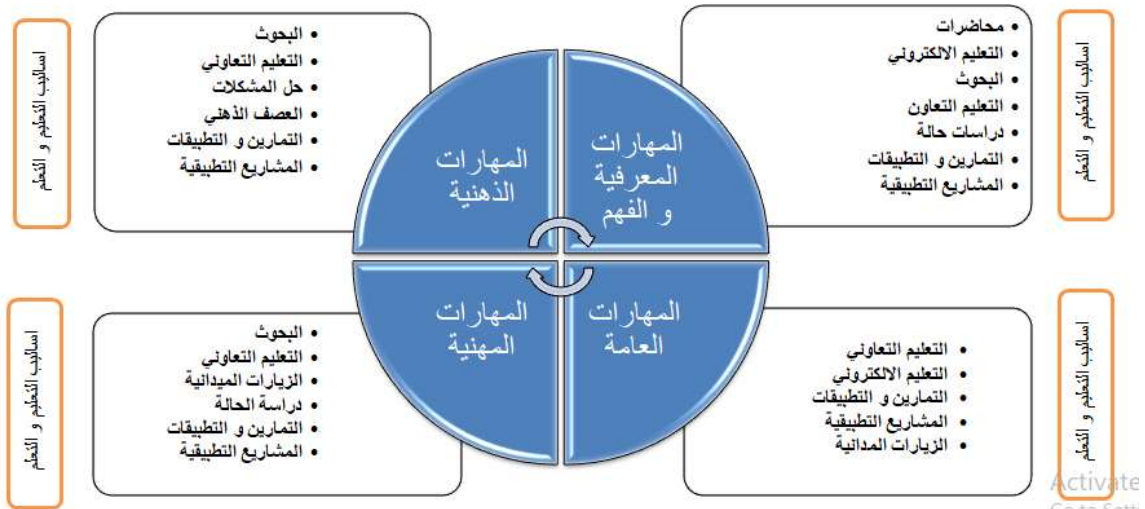 اساليب التعليم و التعلم
• محاضرات
• التعليم الالكتروني
• البحوث
• التعليم التعاون
• دراسات حالة
• التمارين و التطبيقات
• المشاريع التطبيقية
المهارات
المعرفية
و الفهم
المهارات
الذهنية
• البحوث
• التعليم التعاوني
• حل المشكلات
• العصف الذهني
• التمارين و التطبيقات
• المشاريع التطبيقية
اساليب التعليم و التعلم
اساليب التعليم و التعلم
• التعليم التعاوني
• التعليم الالكتروني
• التمارين و التطبيقات
• المشاريع التطبيقية
• الزيارات المدانية
المهارات
العامة
المهارات
المهنية
• البحوث
• التعليم التعاوني
• الزيارات الميدانية
• دراسة الحالة
• التمارين و التطبيقات
• المشاريع التطبيقية
اساليب التعليم و التعلم
Activate